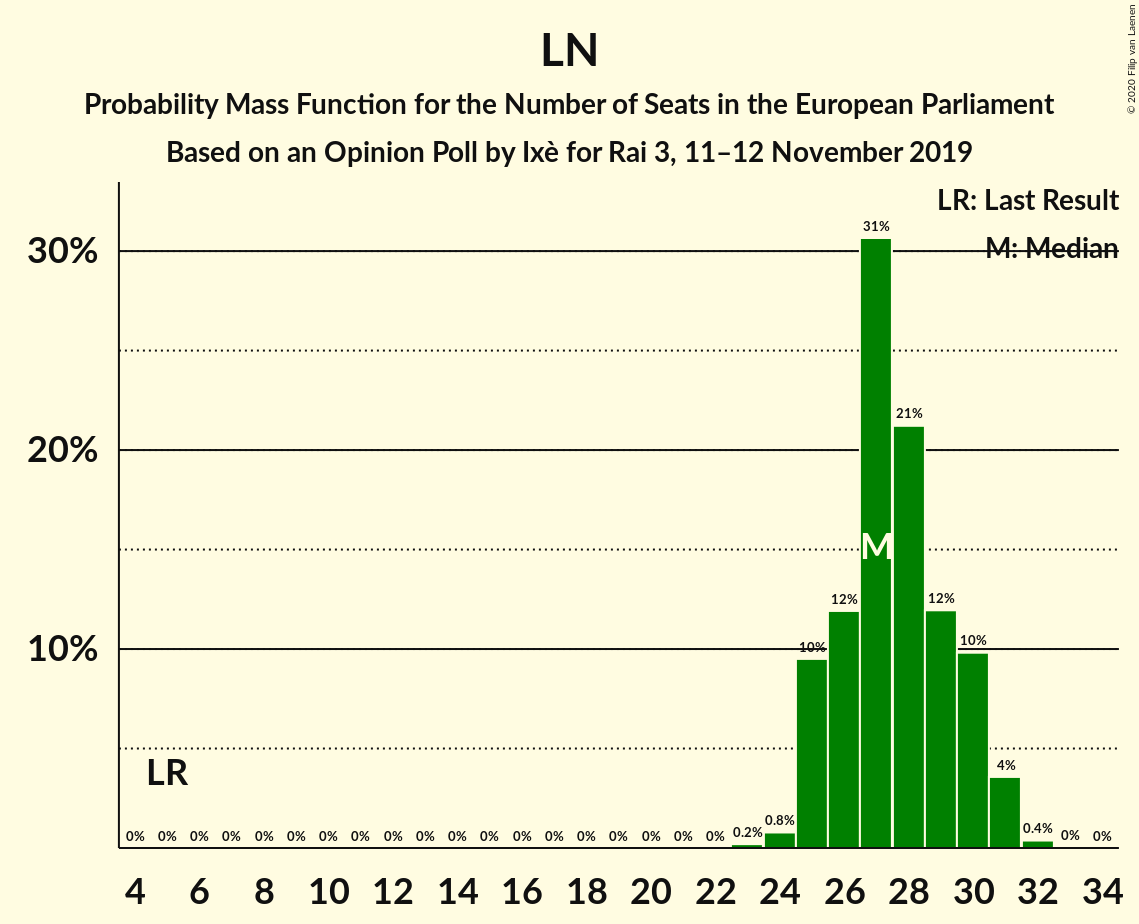 LN
Probability Mass Function for the Number of Seats in the European Parliament
Based on an Opinion Poll by Ixè for Rai 3, 11–12 November 2019
© 2020 Filip van Laenen
LR: Last Result
M: Median
30%
20%
10%
31%
21%
M
12%
12%
10%
10%
4%
LR
0% 0% 0% 0% 0% 0% 0% 0% 0% 0% 0% 0% 0% 0% 0% 0% 0% 0% 0% 0.2% 0.8% 0.4% 0% 0%
4 6 8 10 12 14 16 18 20 22 24 26 28 30 32 34